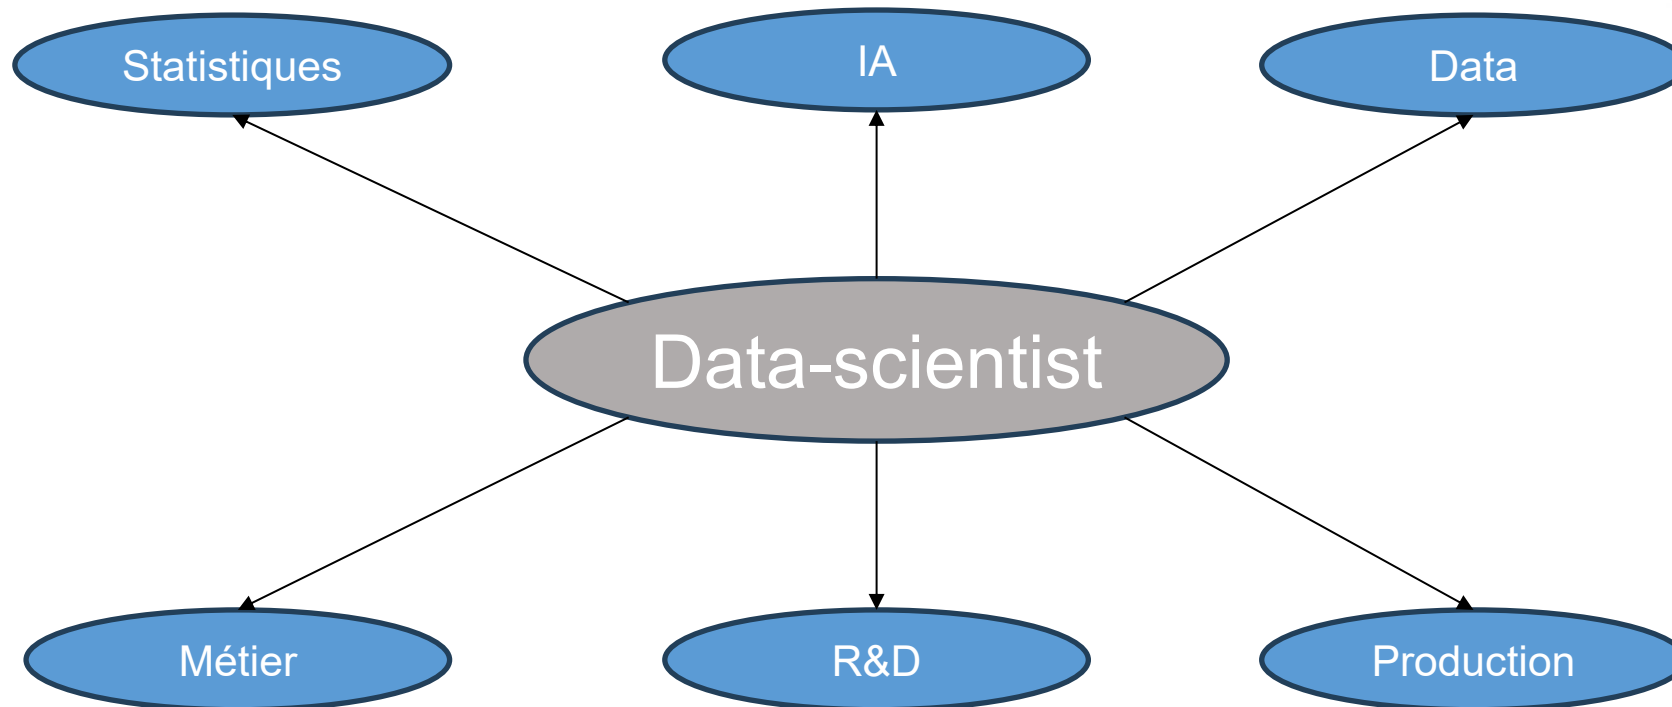 Statistiques
IA
Data
Data-scientist
Métier
R&D
Production